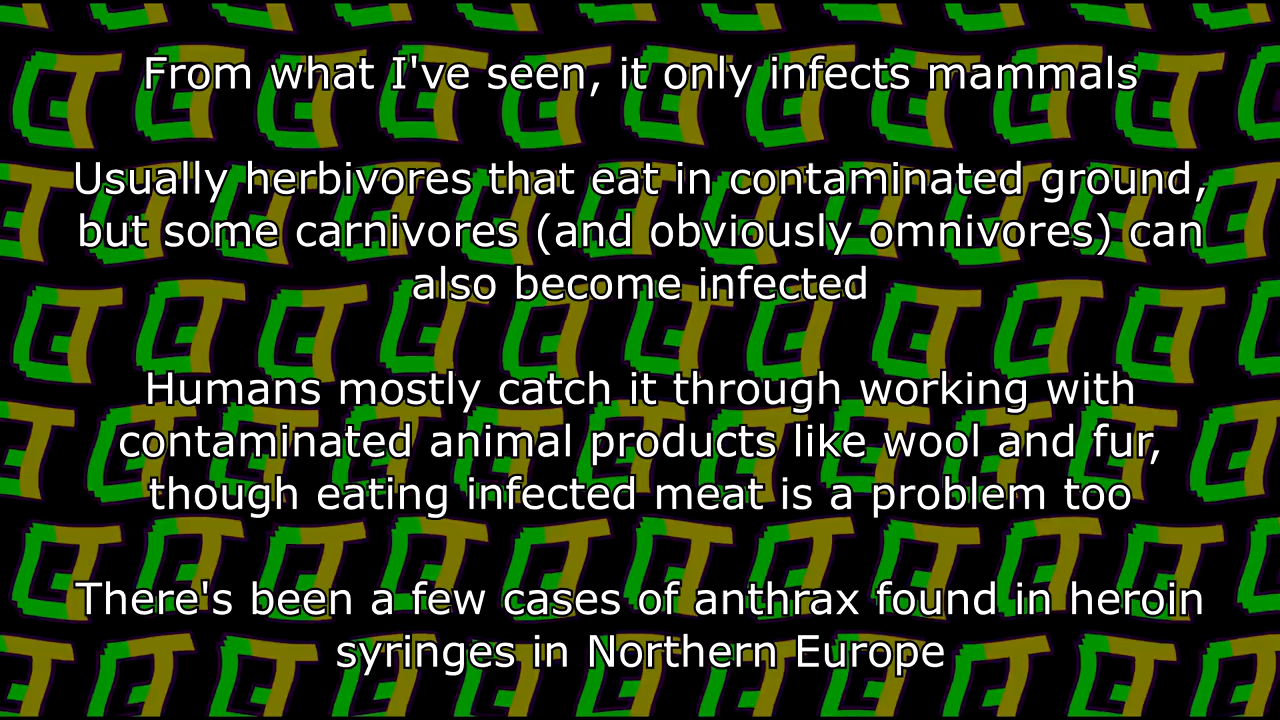 From what I've seen, it only infects mammals
Usually herbivores that eat in contaminated ground,
but some carnivores (and obviously omnivores) can
also become infected
Humans mostly catch it through working with
contaminated animal products like wool and fur,
though eating infected meat is a problem too
There's been a few cases of anthrax found in heroin
syringes in Northern Europe